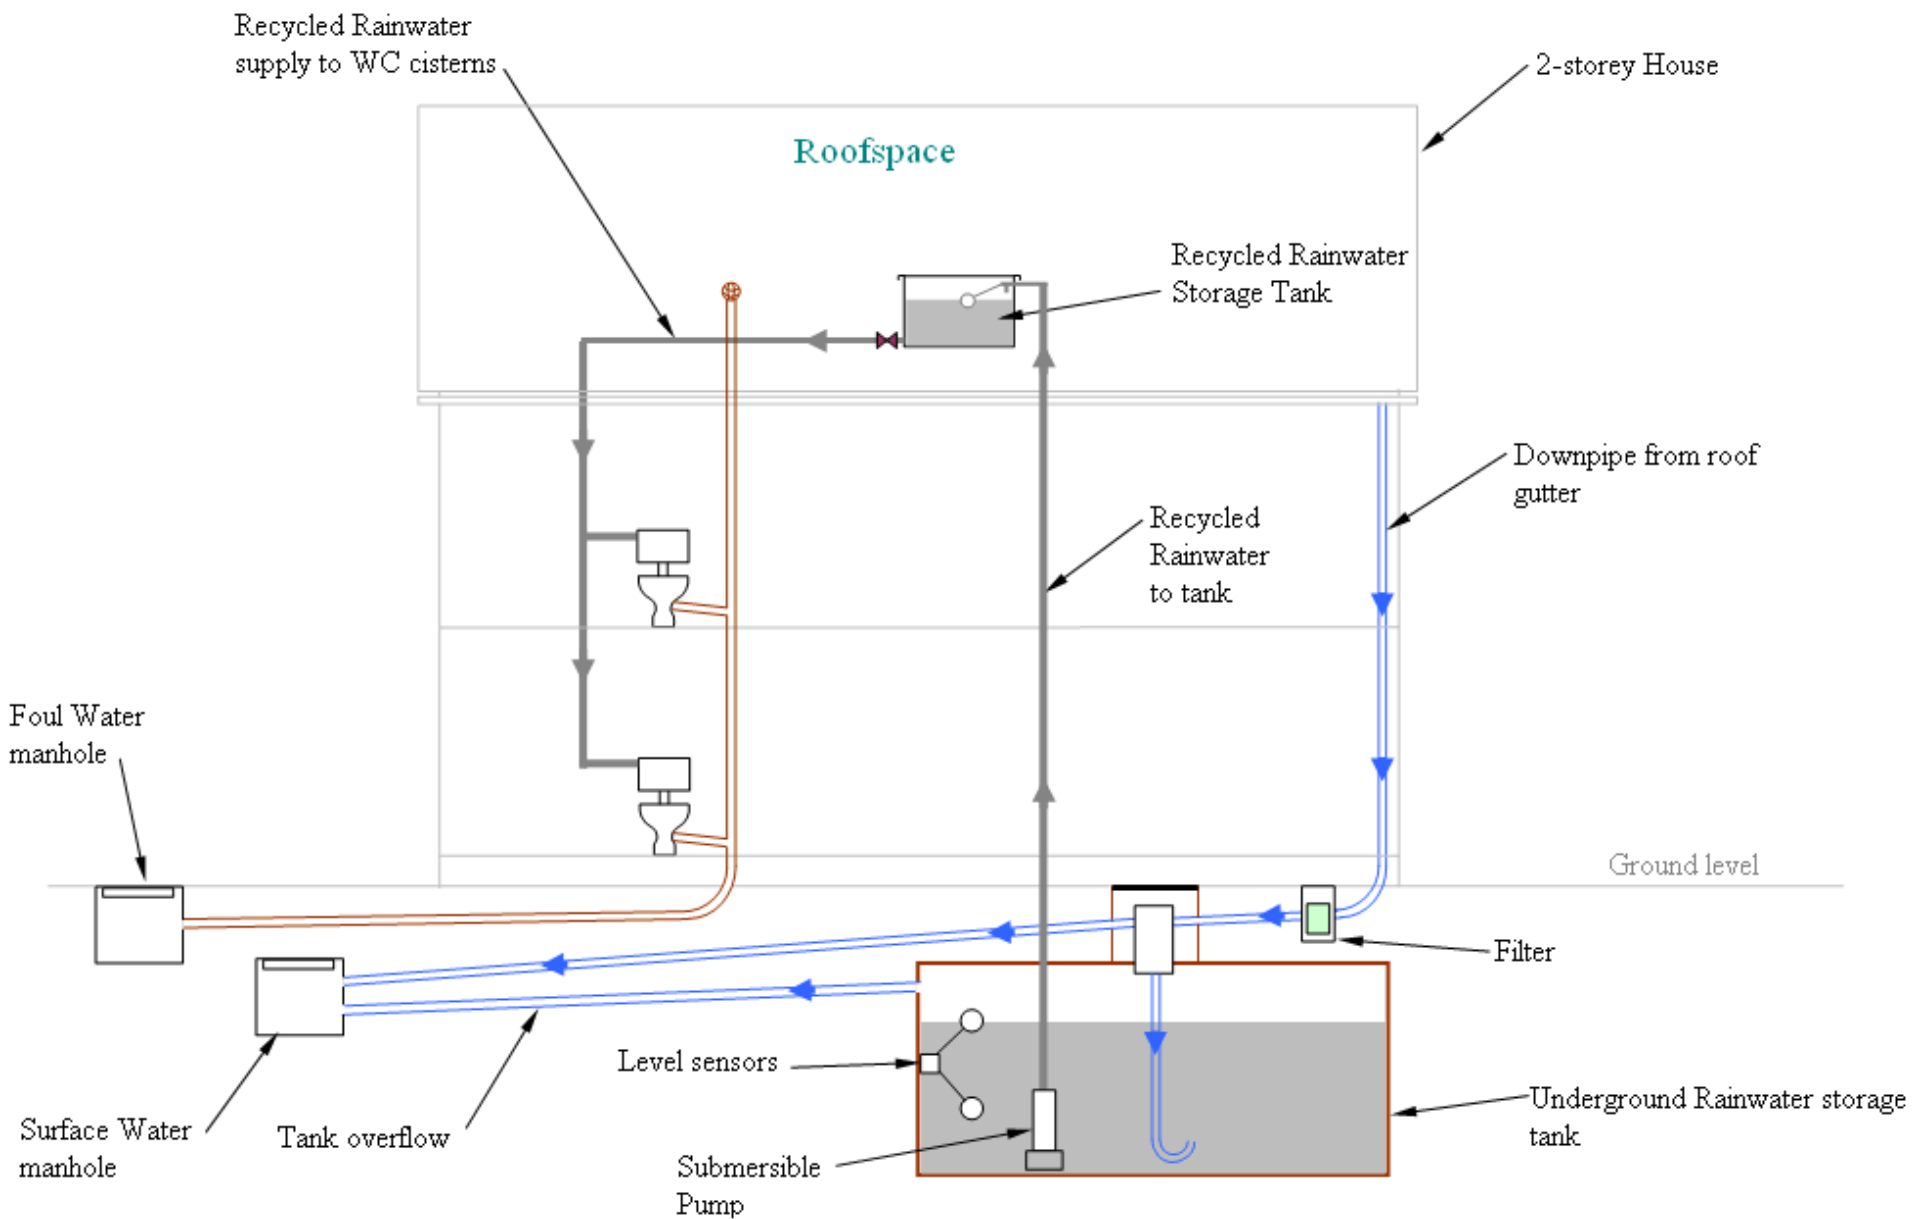 Recycled Rainwater
supply to WC cisterns
2-storey House
Roofspace
Recycled Rainwater
Storage Tank
Downpipe from roof
gutter
Recycled
Rainwater
to tank
Foul Water
manhole
Ground level
Filter
Level sensors
Underground Rainwater storage
tank
Surface Water
manhole
Tank overflow
Submersible
Pump